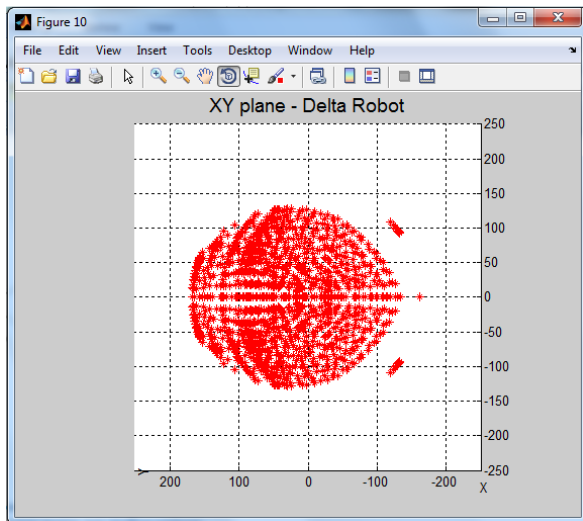 Figure 10
File Edit View Insert Tools Desktop Window Help
XY plane - Delta Robot
250
200
150
100
50
0
-50
-100
-150
-200
-250
200 100 0 -100 -200
Y X